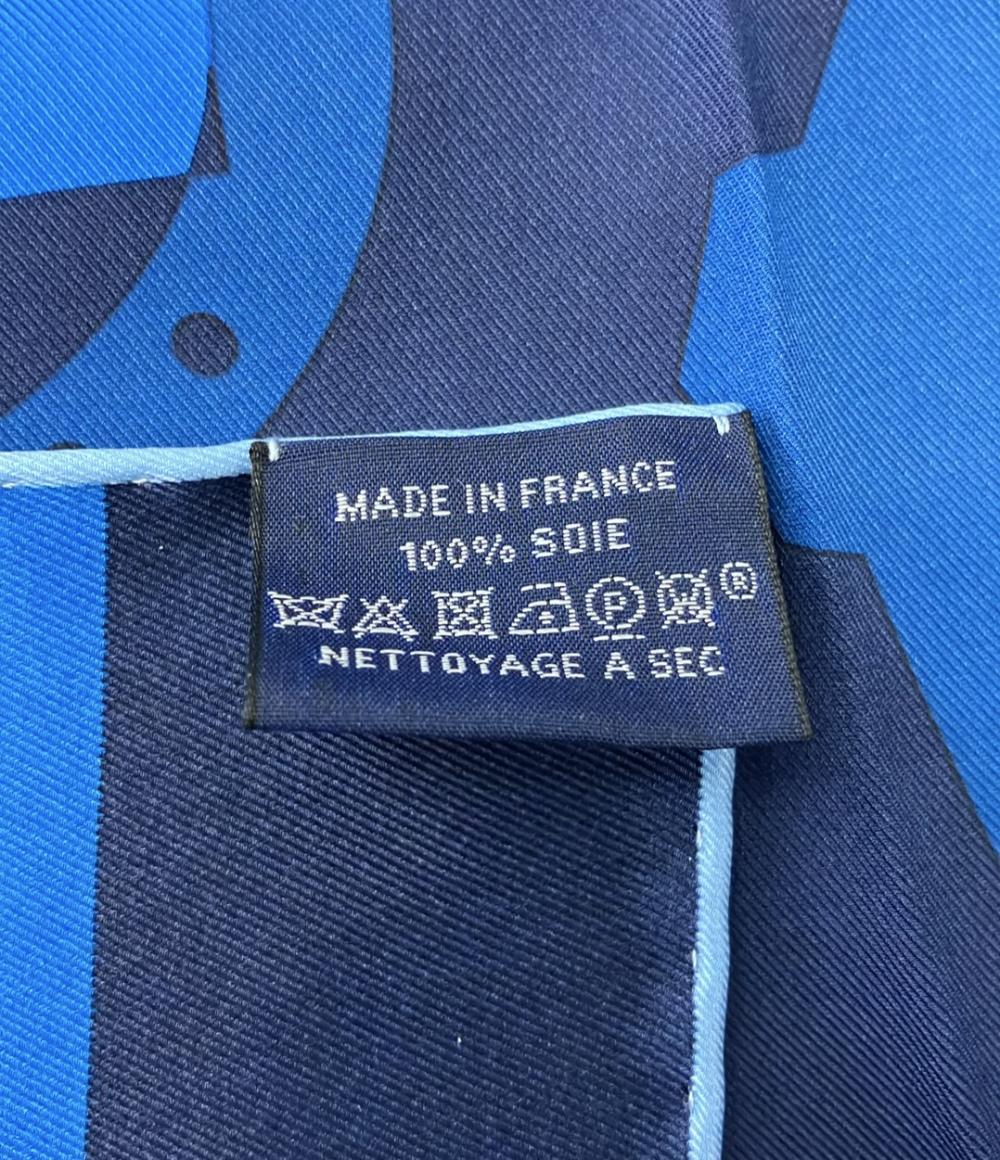 MADE IN FRANCE
100% SOIE
P W ®
NETTOYAGE A SEC